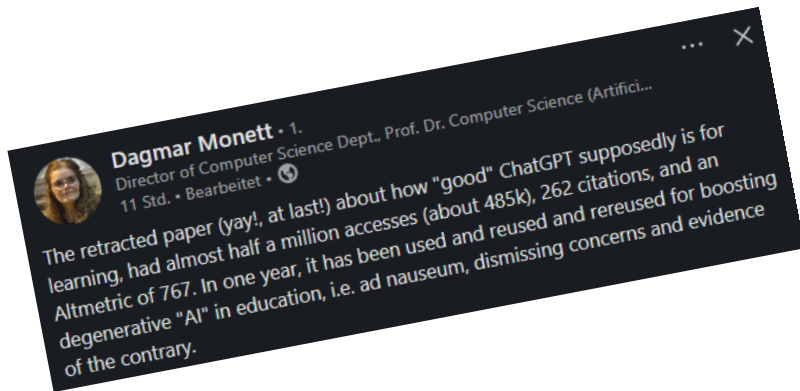 Dagmar Monett • 1.
Director of Computer Science Dept., Prof. Dr. Computer Science (Artifici...
11 Std. • Bearbeitet •
The retracted paper (yay!, at last!) about how "good" ChatGPT supposedly is for
learning, had almost half a million accesses (about 485k), 262 citations, and an
Altmetric of 767. In one year, it has been used and reused and rereused for boosting
degenerative "AI" in education, i.e. ad nauseum, dismissing concerns and evidence
of the contrary.